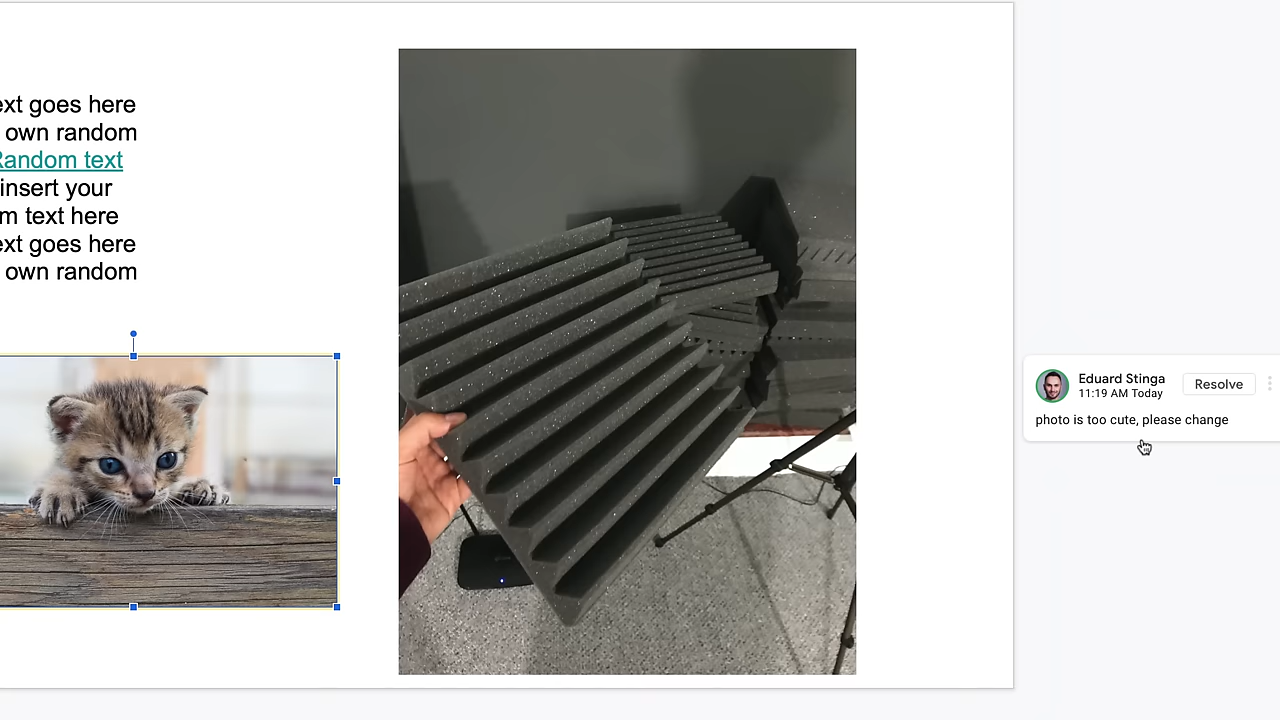 ext goes here
own random
Random text
insert your
m text here
ext goes here
own random
Eduard Stinga
Resolve
11:19 AM Today
photo is too cute, please change